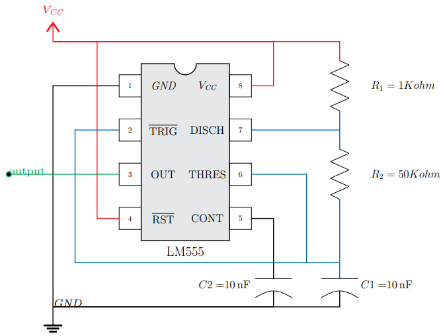 V_CC
1 GND V_CC 8
R_1 = 1Kohm
2 TRIG DISCH 7
output 3 OUT THRES 6
R_2 = 50Kohm
4 RST CONT 5
LM555
C2 =10 nF C1 =10 nF
GND